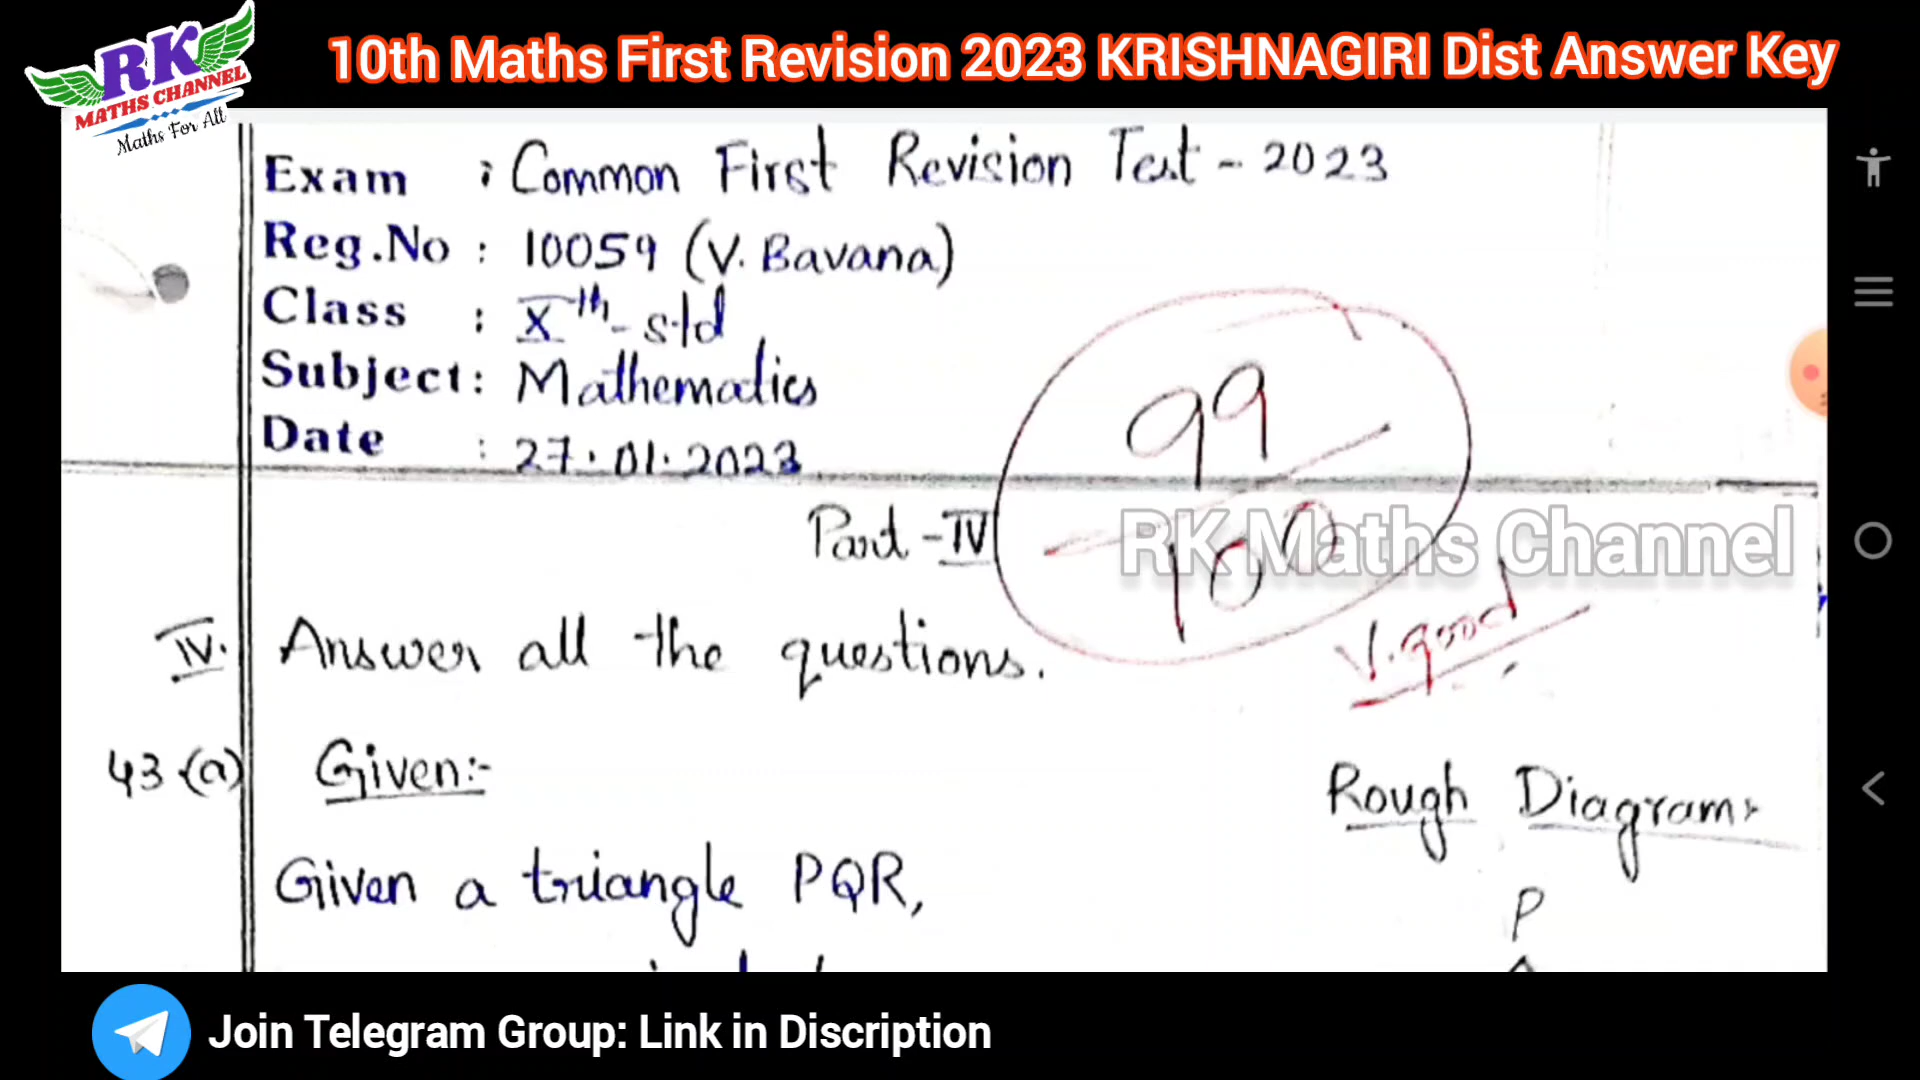 RK
MATHS CHANNEL
Maths For All
10th Maths First Revision 2023 KRISHNAGIRI Dist Answer Key
Exam : Common First Revision Test - 2023
Reg.No : 10059 (V. Bavana)
Class : Xth - std
Subject: Mathematics
Date : 27.01.2023
99
100
Part - IV
RK Maths Channel
V. good
IV. Answer all the questions.
43.(a) Given:-
Rough Diagram:
Given a triangle PQR,
P
Join Telegram Group: Link in Discription